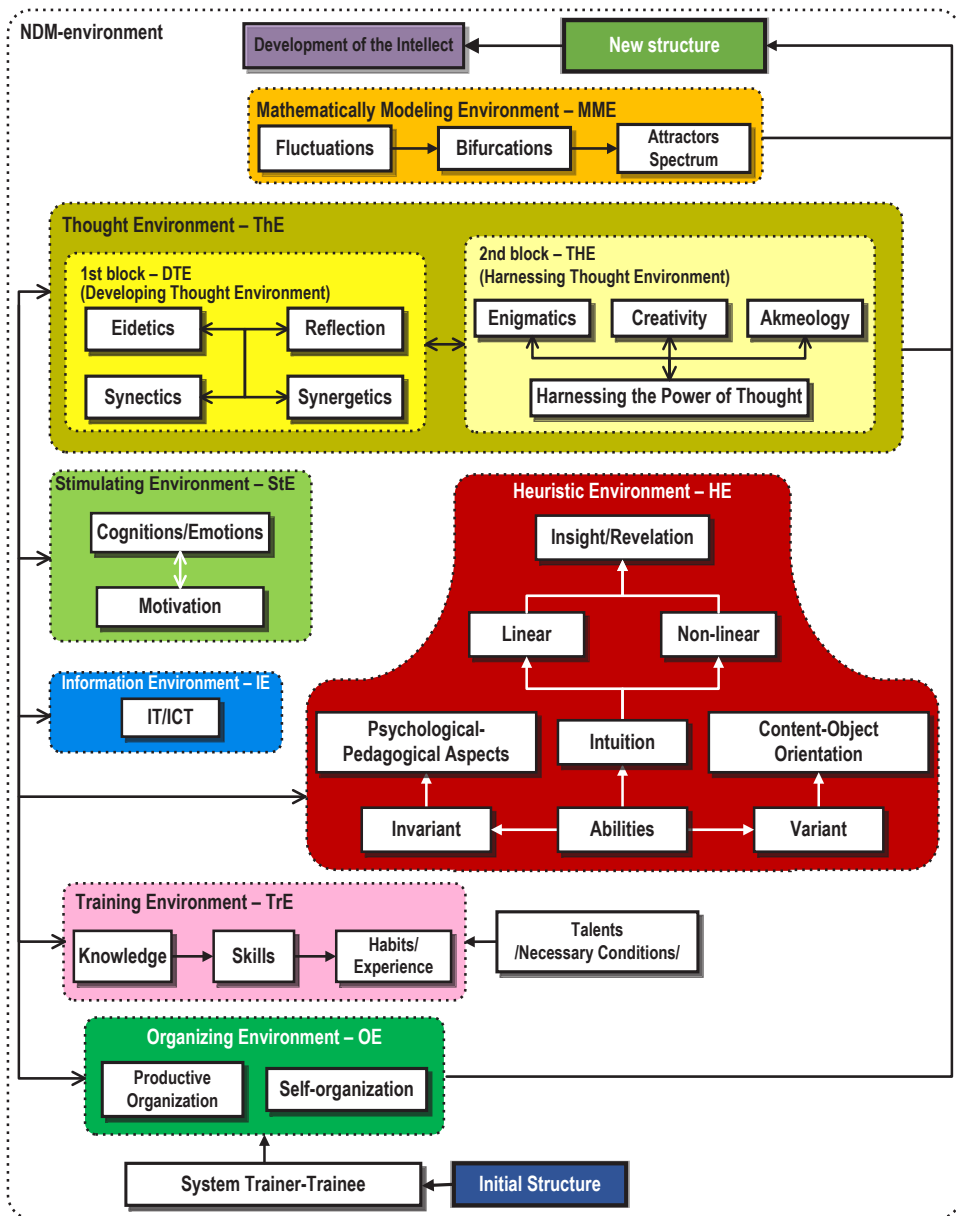 NDM-environment
Development of the Intellect
New structure
Mathematically Modeling Environment – MME
Fluctuations
Bifurcations
Attractors
Spectrum
Thought Environment – ThE
1st block – DTE
(Developing Thought Environment)
Eidetics
Reflection
Synectics
Synergetics
2nd block – THE
(Harnessing Thought Environment)
Enigmatics
Creativity
Akmeology
Harnessing the Power of Thought
Stimulating Environment – StE
Cognitions/Emotions
Motivation
Heuristic Environment – HE
Insight/Revelation
Linear
Non-linear
Information Environment – IE
IT/ICT
Psychological-
Pedagogical Aspects
Intuition
Content-Object
Orientation
Invariant
Abilities
Variant
Training Environment – TrE
Knowledge
Skills
Habits/
Experience
Talents
/Necessary Conditions/
Organizing Environment – OE
Productive
Organization
Self-organization
System Trainer-Trainee
Initial Structure